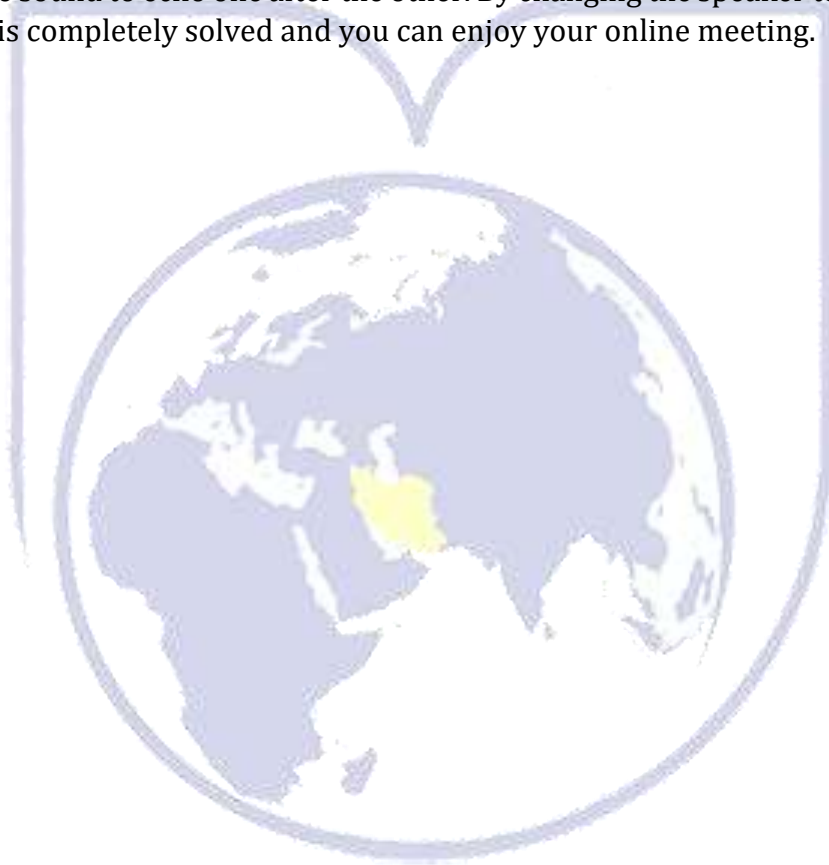 sound to echo one after the other. By changing the speaker
is completely solved and you can enjoy your online meeting.